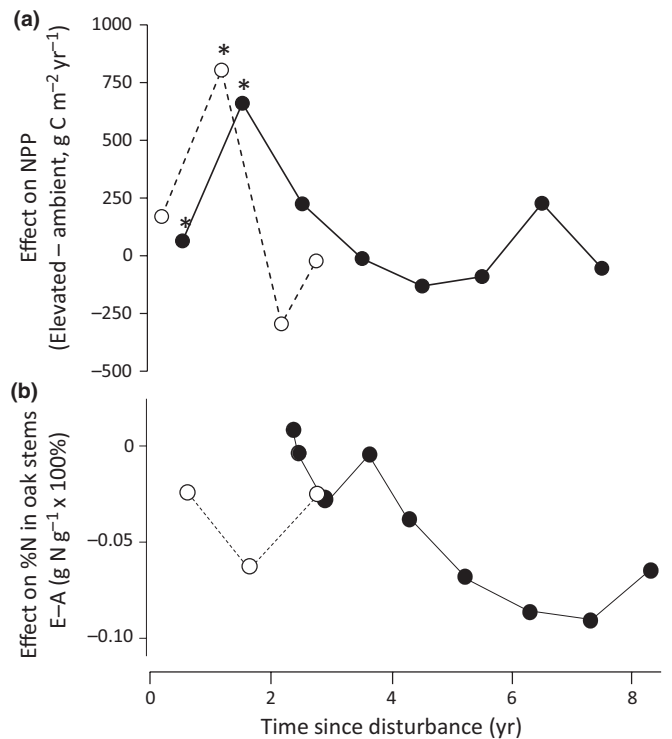 (a)
1000
750
500
250
0
−250
−500
Effect on NPP
(Elevated – ambient, g C m⁻² yr⁻¹)
*
*
*
(b)
0
−0.05
−0.10
Effect on %N in oak stems
E–A (g N g⁻¹ x 100%)
0 2 4 6 8
Time since disturbance (yr)